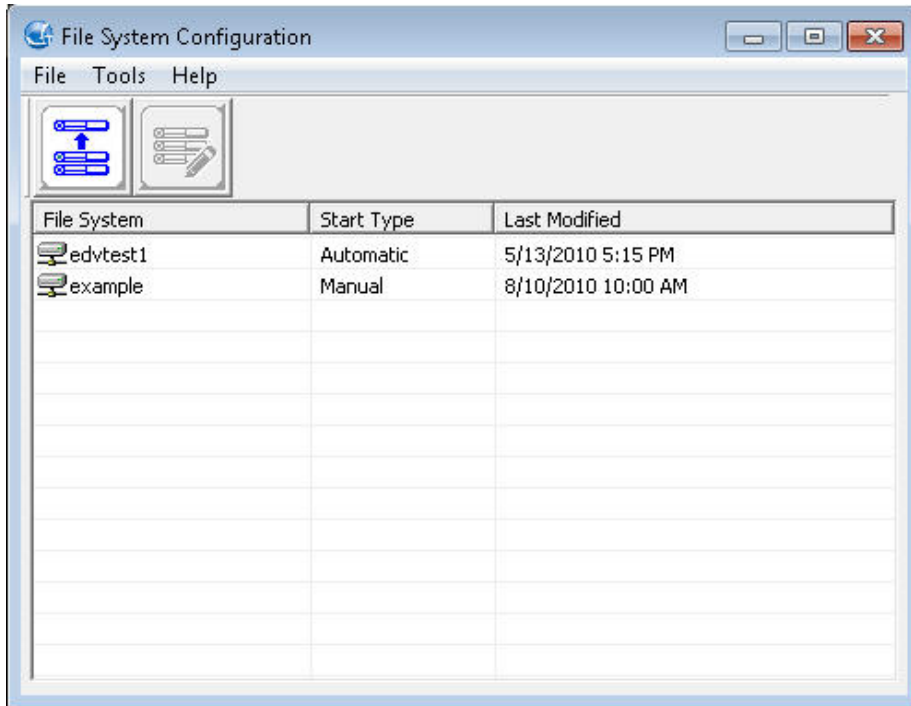 File System Configuration
File Tools Help
File System Start Type Last Modified
edvtest1 Automatic 5/13/2010 5:15 PM
example Manual 8/10/2010 10:00 AM